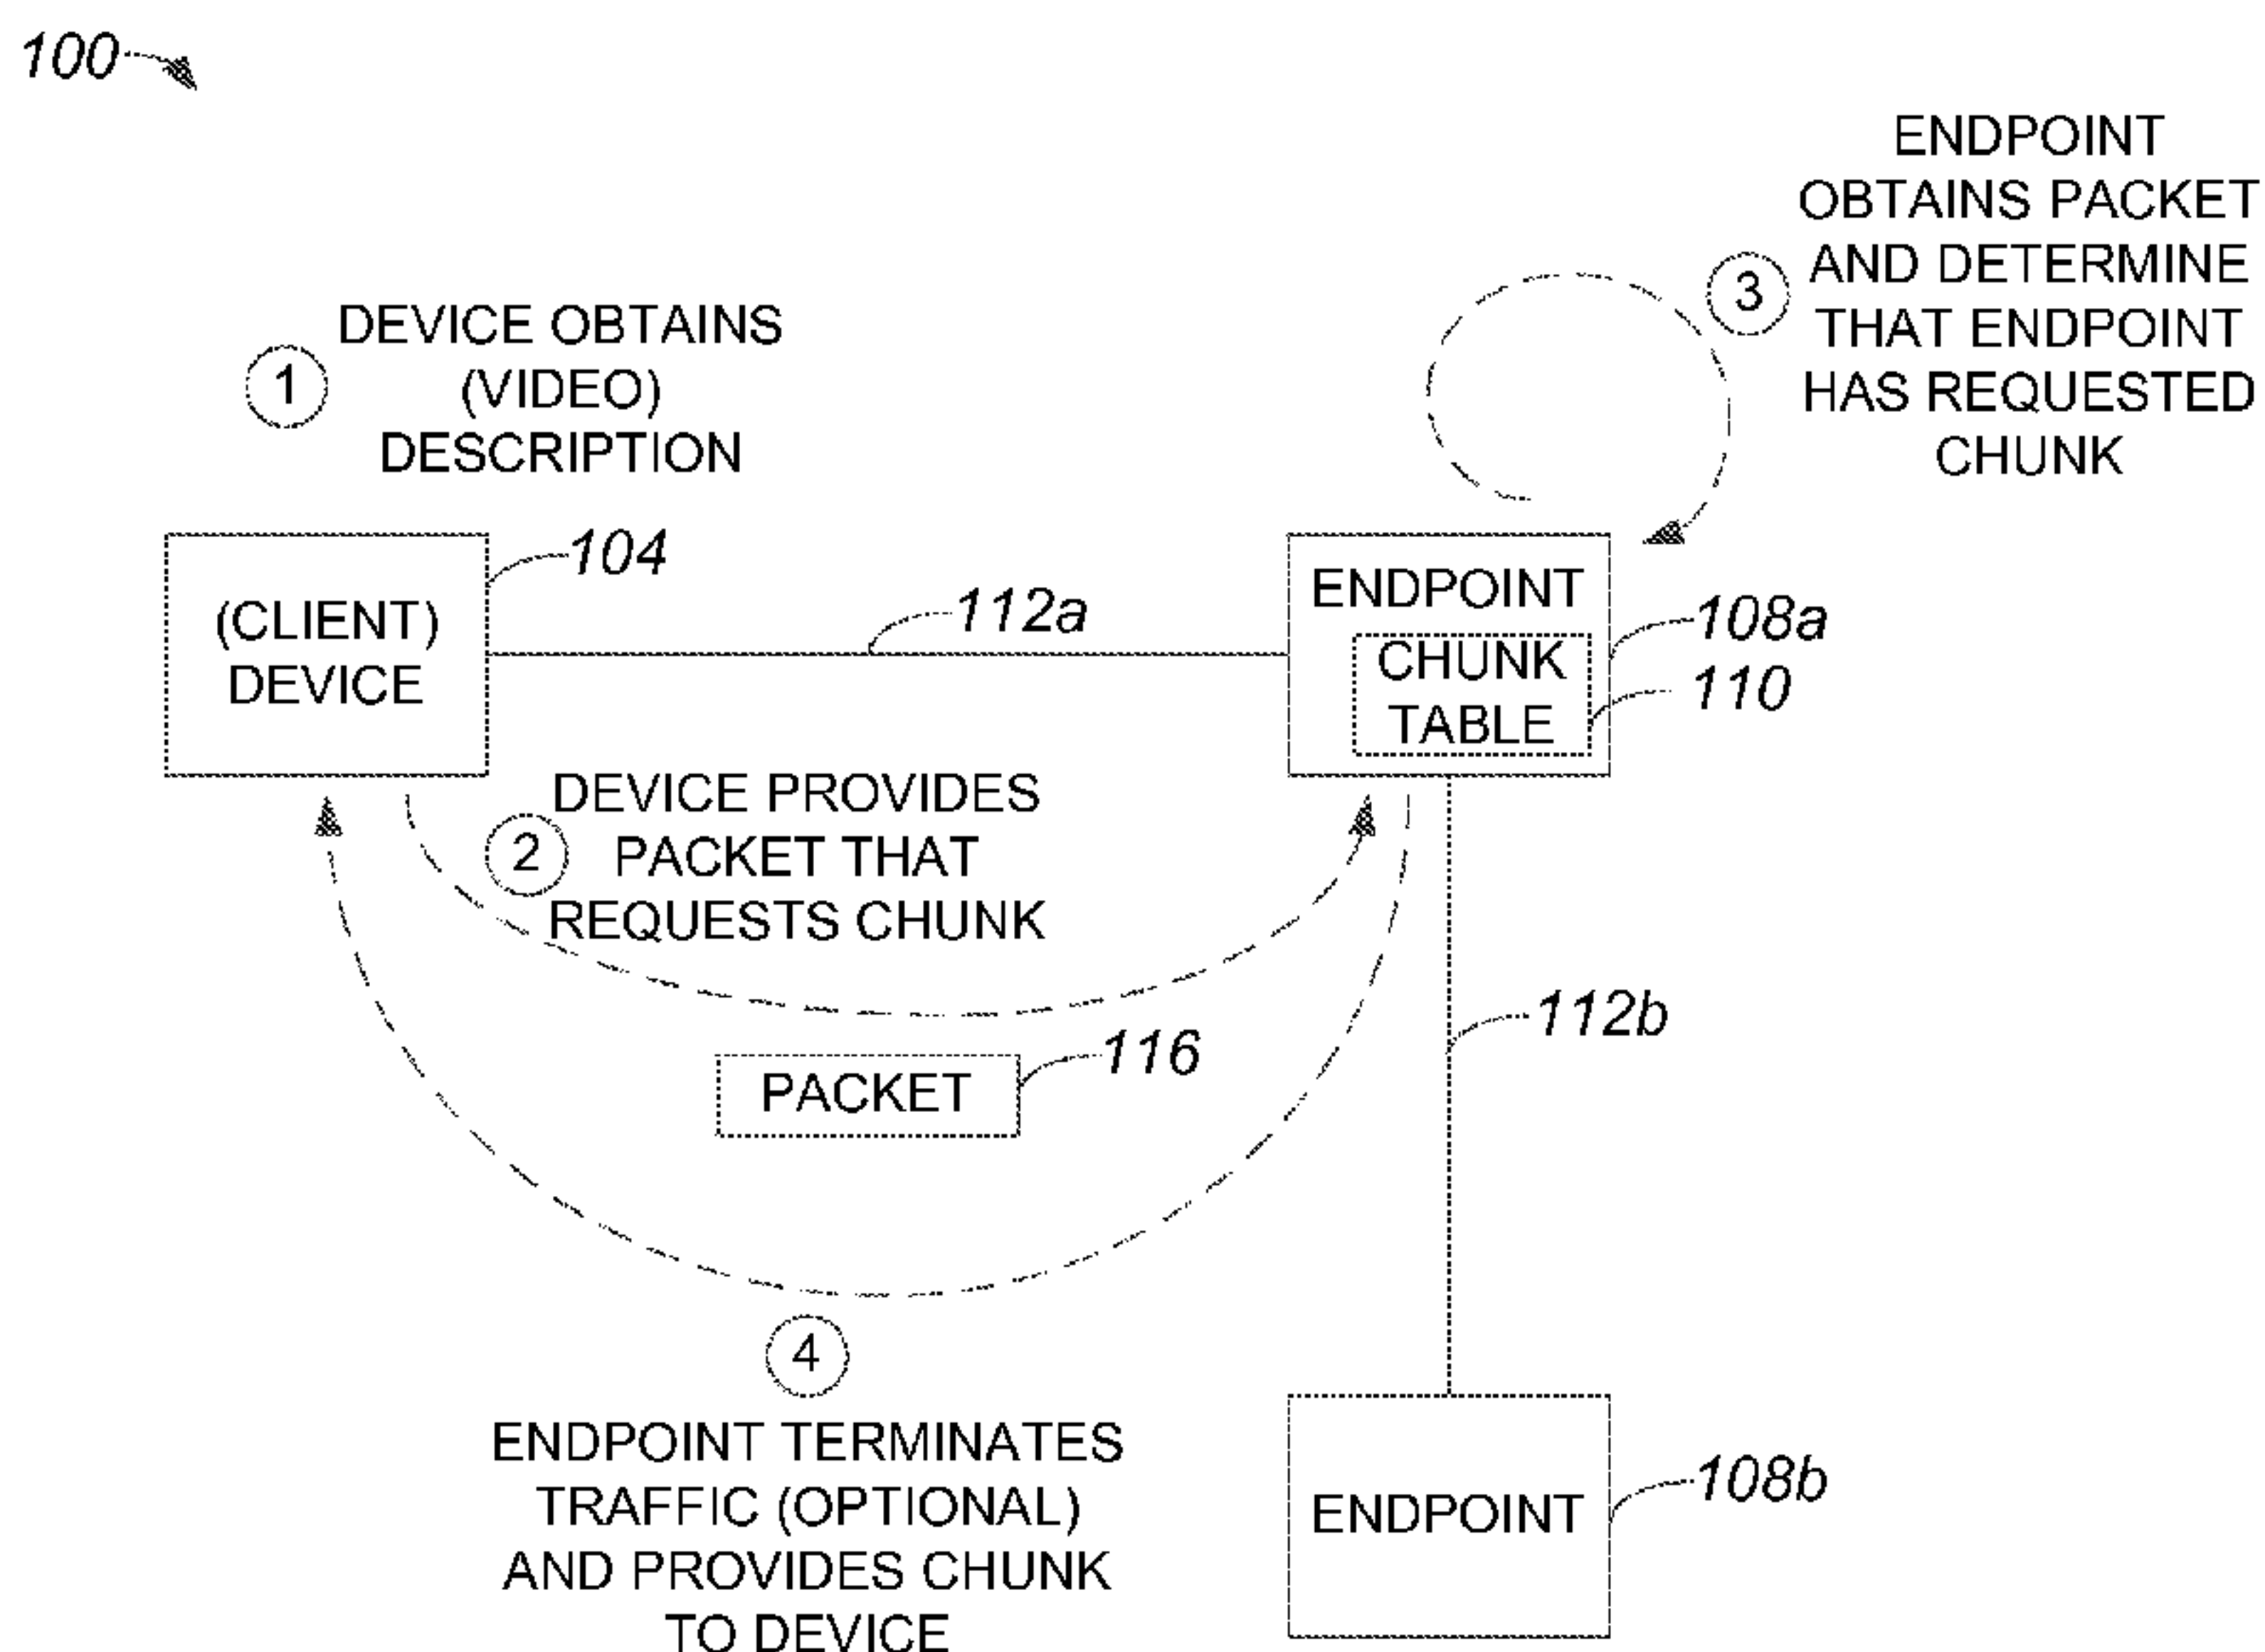 100
ENDPOINT
OBTAINS PACKET
AND DETERMINE
THAT ENDPOINT
HAS REQUESTED
CHUNK
3
DEVICE OBTAINS
(VIDEO)
DESCRIPTION
1
104
(CLIENT)
DEVICE
112a
ENDPOINT
CHUNK
TABLE
108a
110
DEVICE PROVIDES
PACKET THAT
REQUESTS CHUNK
2
112b
PACKET
116
4
ENDPOINT TERMINATES
TRAFFIC (OPTIONAL)
AND PROVIDES CHUNK
TO DEVICE
ENDPOINT
108b